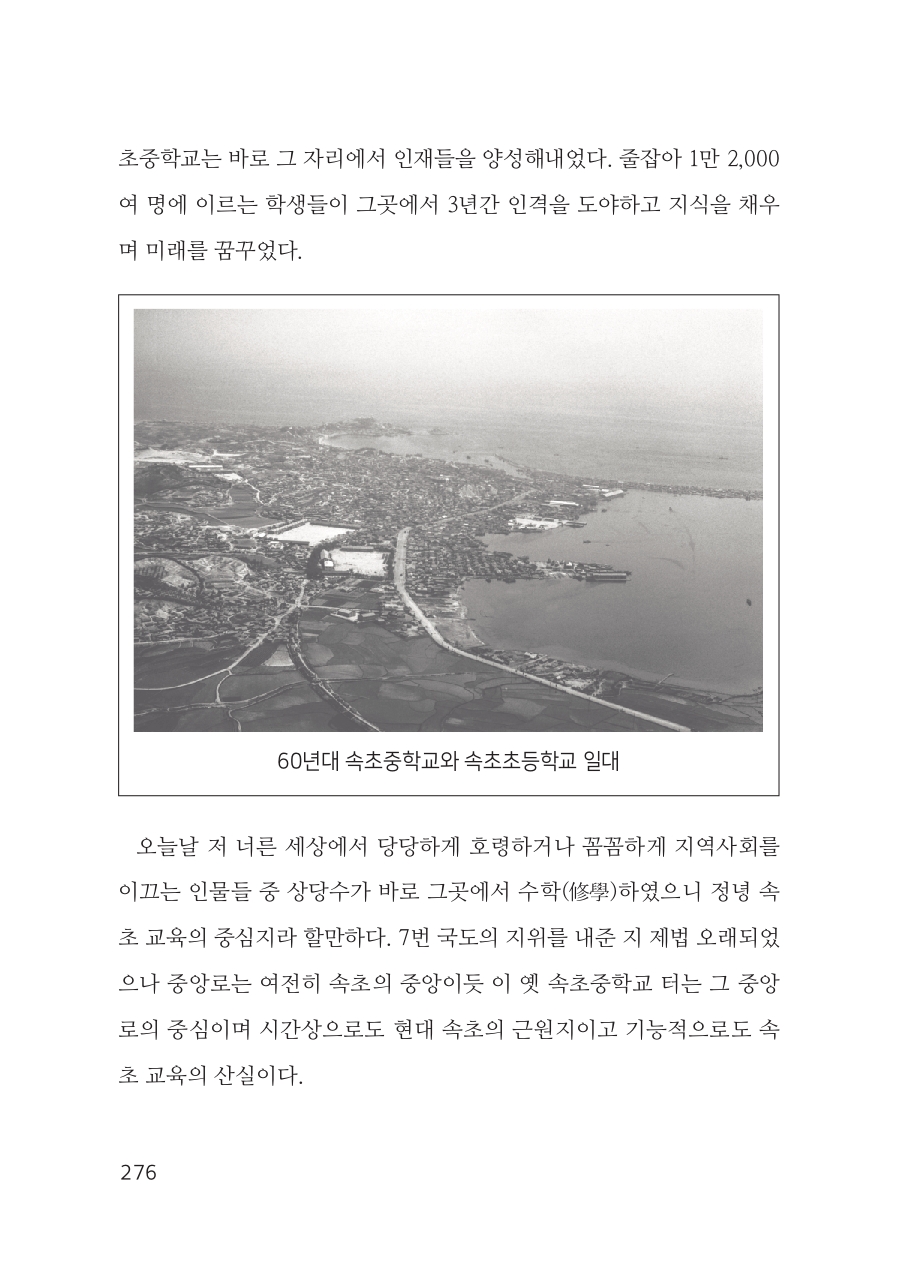 초중학교는 바로 그 자리에서 인재들을 양성해내었다. 줄잡아 1만 2,000
여 명에 이르는 학생들이 그곳에서 3년간 인격을 도야하고 지식을 채우
며 미래를 꿈꾸었다.
60년대 속초중학교와 속초초등학교 일대
오늘날 저 너른 세상에서 당당하게 호령하거나 꼼꼼하게 지역사회를
이끄는 인물들 중 상당수가 바로 그곳에서 수학(修學)하였으니 정녕 속
초 교육의 중심지라 할만하다. 7번 국도의 지위를 내준 지 제법 오래되었
으나 중앙로는 여전히 속초의 중앙이듯 이 옛 속초중학교 터는 그 중앙
로의 중심이며 시간상으로도 현대 속초의 근원지이고 기능적으로도 속
초 교육의 산실이다.
276